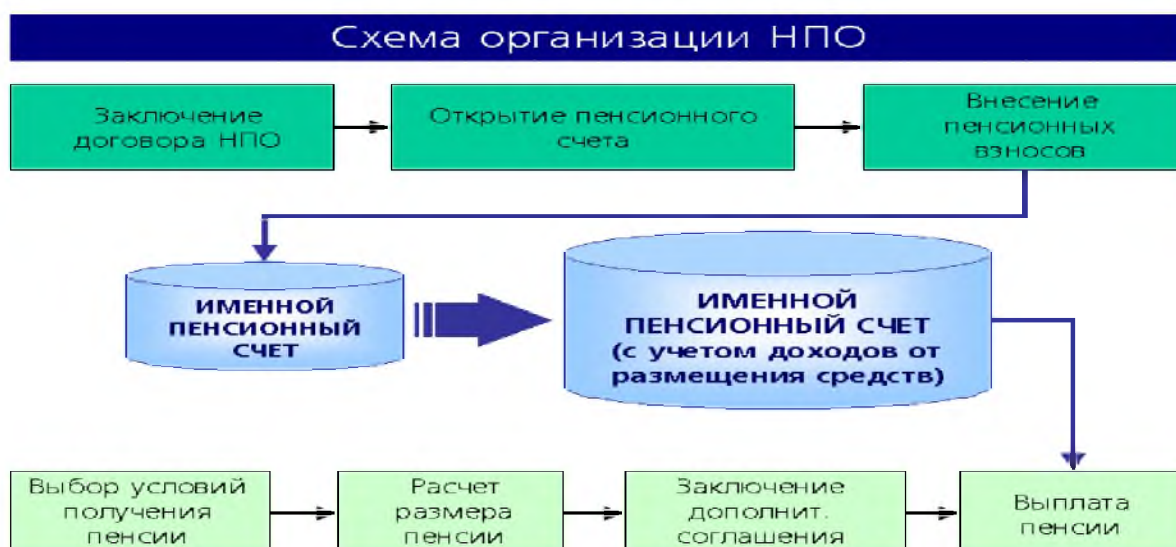 Схема организации НПО
Заключение
договора НПО
Открытие пенсионного
счета
Внесение
пенсионных
взносов
ИМЕННОЙ
ПЕНСИОННЫЙ
СЧЕТ
ИМЕННОЙ
ПЕНСИОННЫЙ СЧЕТ
(с учетом доходов от
размещения средств)
Выбор условий
получения
пенсии
Расчет
размера
пенсии
Заключение
дополнит.
соглашения
Выплата
пенсии